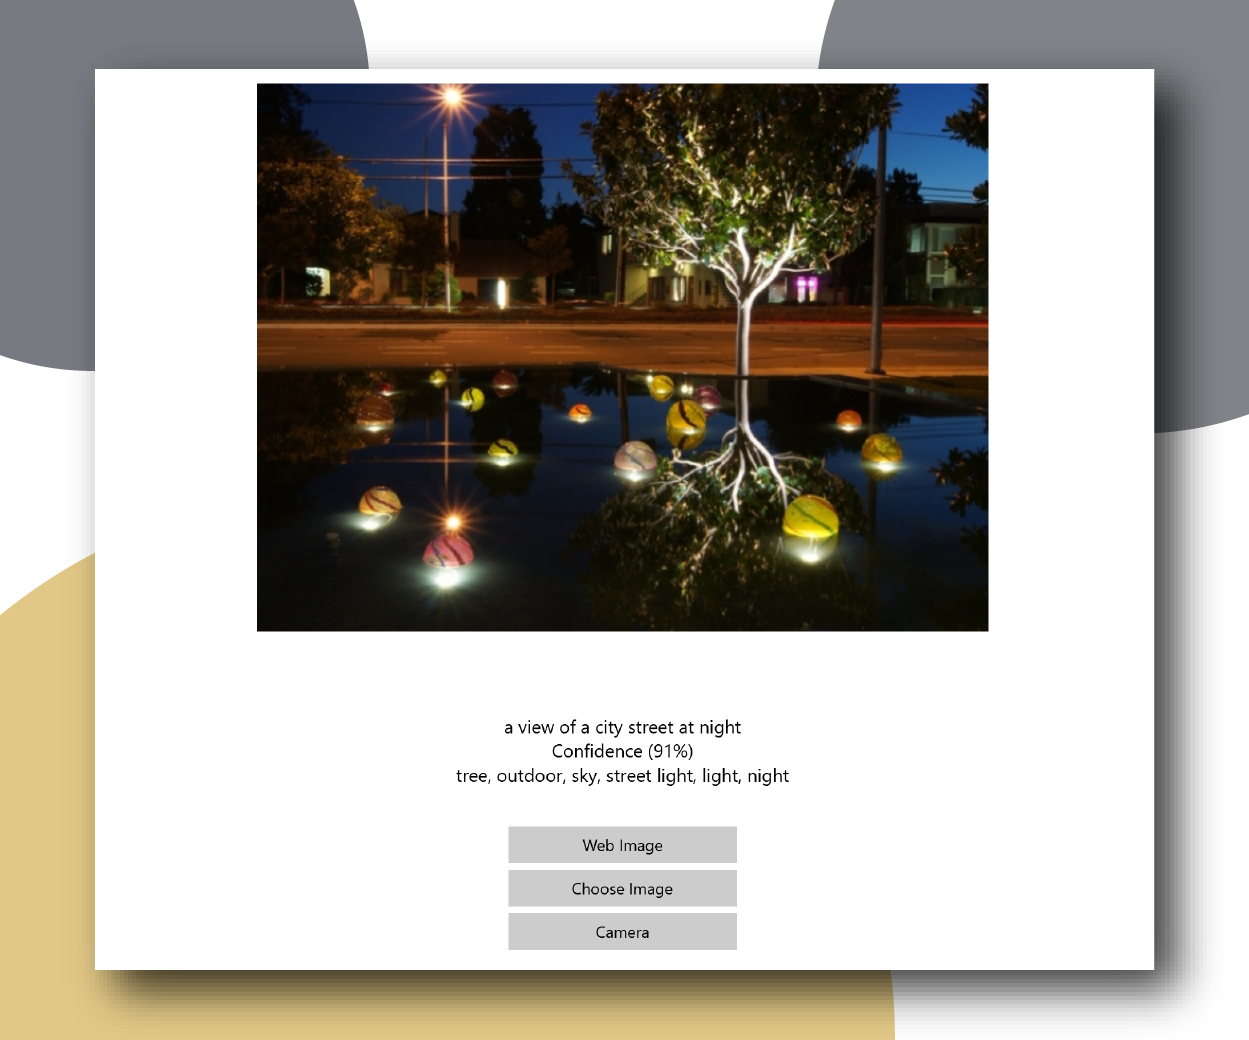 a view of a city street at night
Confidence (91%)
tree, outdoor, sky, street light, light, night
Web Image
Choose Image
Camera